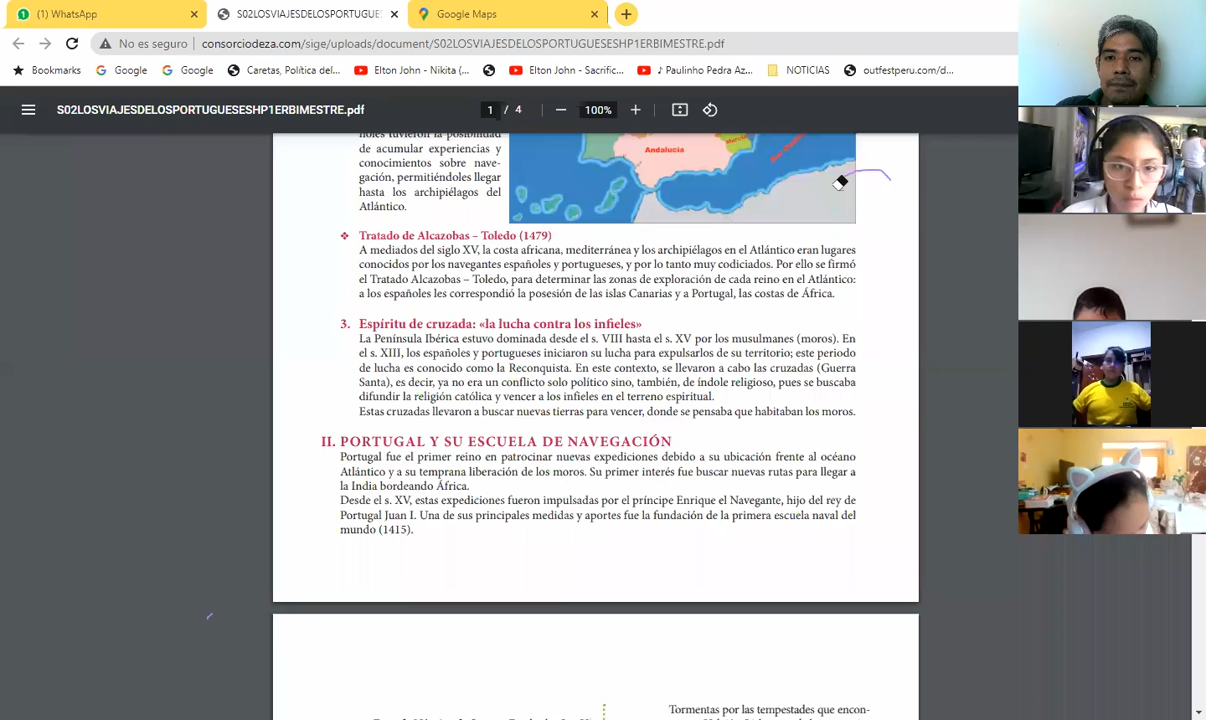 (1) WhatsApp
S02LOSVIAJESDELOSPORTUGUE
Google Maps
No es seguro
consorciodeza.com/sige/uploads/document/S02LOSVIAJESDELOSPORTUGUESESHP1ERBIMESTRE.pdf
Bookmarks
Google
Google
Caretas, Política del...
Elton John - Nikita (...
Elton John - Sacrific...
♪ Paulinho Pedra Az...
NOTICIAS
outfestperu.com/d...
S02LOSVIAJESDELOSPORTUGUESESHP1ERBIMESTRE.pdf
1 / 4
100%
ñoles tuvieron la posibilidad
de acumular experiencias y
conocimientos sobre nave-
gación, permitiéndoles llegar
hasta los archipiélagos del
Atlántico.
Andalucía
Murcia
❖ Tratado de Alcazobas – Toledo (1479)
A mediados del siglo XV, la costa africana, mediterránea y los archipiélagos en el Atlántico eran lugares
conocidos por los navegantes españoles y portugueses, y por lo tanto muy codiciados. Por ello se firmó
el Tratado Alcazobas – Toledo, para determinar las zonas de exploración de cada reino en el Atlántico:
a los españoles les correspondió la posesión de las islas Canarias y a Portugal, las costas de África.
3. Espíritu de cruzada: «la lucha contra los infieles»
La Península Ibérica estuvo dominada desde el s. VIII hasta el s. XV por los musulmanes (moros). En
el s. XIII, los españoles y portugueses iniciaron su lucha para expulsarlos de su territorio; este periodo
de lucha es conocido como la Reconquista. En este contexto, se llevaron a cabo las cruzadas (Guerra
Santa), es decir, ya no era un conflicto solo político sino, también, de índole religioso, pues se buscaba
difundir la religión católica y vencer a los infieles en el terreno espiritual.
Estas cruzadas llevaron a buscar nuevas tierras para vencer, donde se pensaba que habitaban los moros.
II. PORTUGAL Y SU ESCUELA DE NAVEGACIÓN
Portugal fue el primer reino en patrocinar nuevas expediciones debido a su ubicación frente al océano
Atlántico y a su temprana liberación de los moros. Su primer interés fue buscar nuevas rutas para llegar a
la India bordeando África.
Desde el s. XV, estas expediciones fueron impulsadas por el príncipe Enrique el Navegante, hijo del rey de
Portugal Juan I. Una de sus principales medidas y aportes fue la fundación de la primera escuela naval del
mundo (1415).
Tormentas por las tempestades que encon-